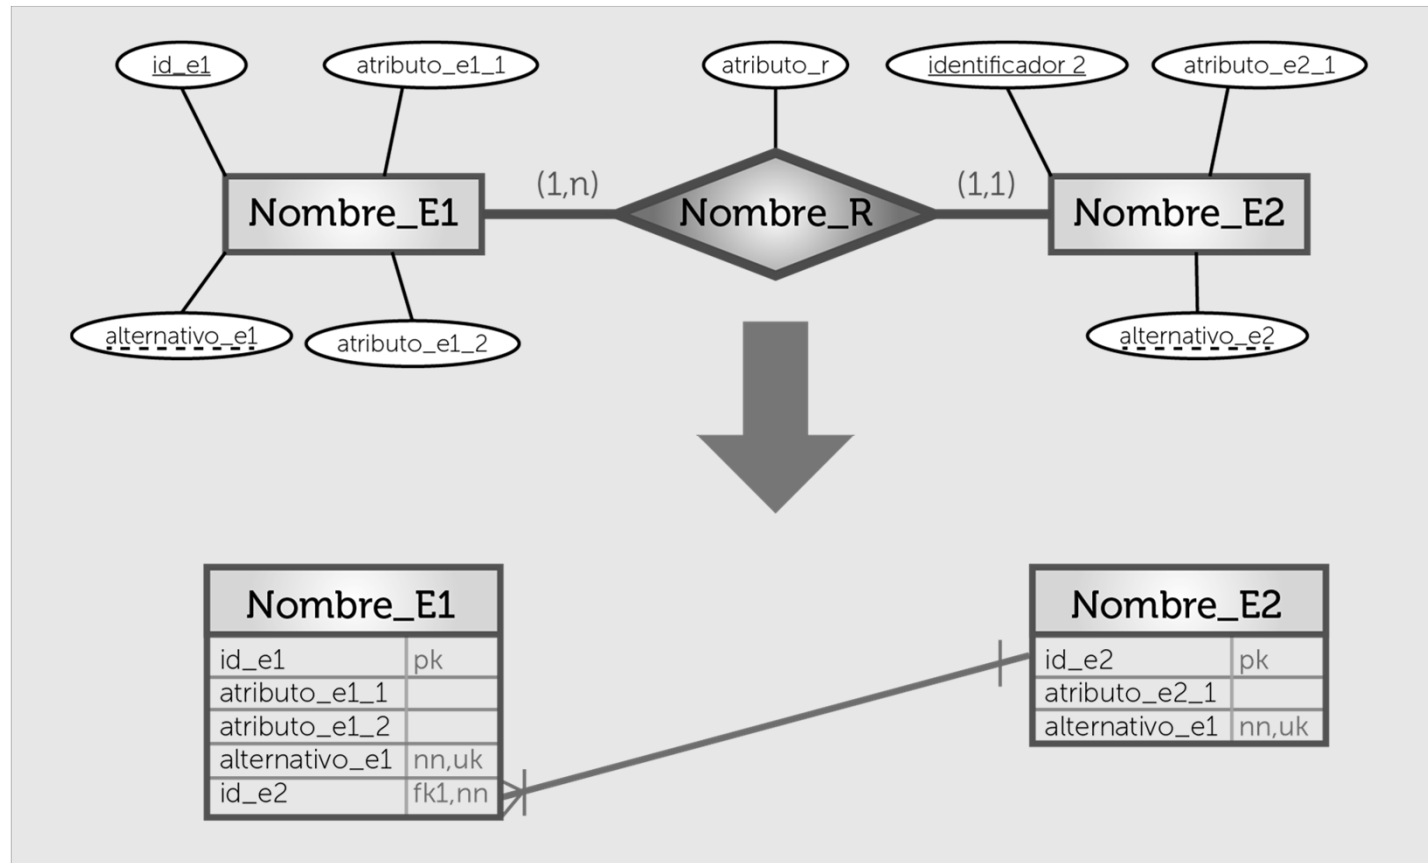 id_e1
atributo_e1_1
atributo_r
identificador 2
atributo_e2_1
Nombre_E1
(1,n)
Nombre_R
(1,1)
Nombre_E2
alternativo_e1
atributo_e1_2
alternativo_e2
Nombre_E1
id_e1 pk
atributo_e1_1
atributo_e1_2
alternativo_e1 nn,uk
id_e2 fk1,nn
Nombre_E2
id_e2 pk
atributo_e2_1
alternativo_e1 nn,uk